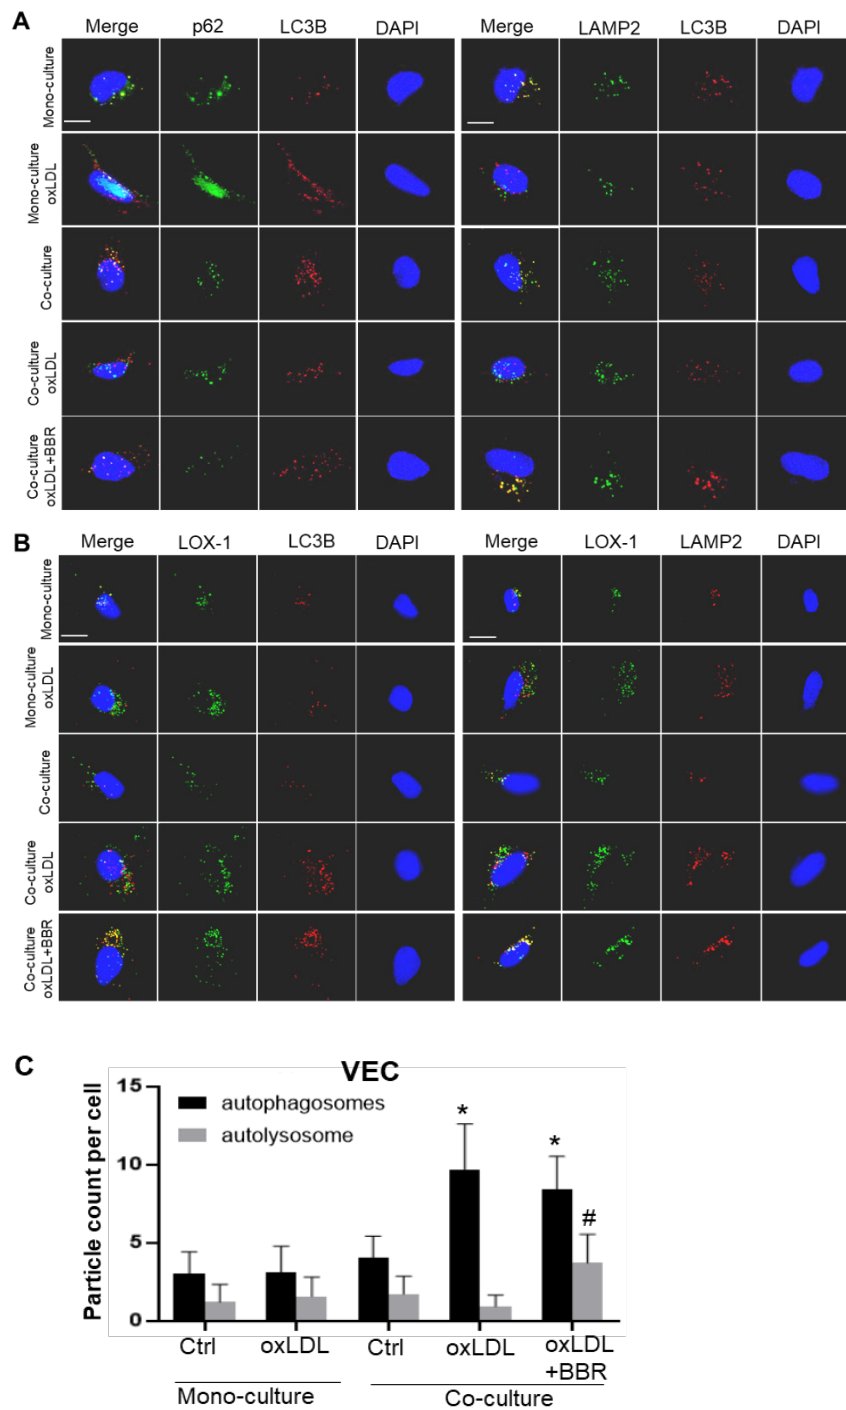 A
Merge p62 LC3B DAPI Merge LAMP2 LC3B DAPI
Mono-culture
Mono-culture
oxLDL
Co-culture
Co-culture
oxLDL
Co-culture
oxLDL+BBR
B
Merge LOX-1 LC3B DAPI Merge LOX-1 LAMP2 DAPI
Mono-culture
Mono-culture
oxLDL
Co-culture
Co-culture
oxLDL
Co-culture
oxLDL+BBR
C
VEC
Particle count per cell
15
10
5
0
autophagosomes
autolysosome
*
*
#
Ctrl oxLDL Ctrl oxLDL oxLDL
+BBR
Mono-culture Co-culture